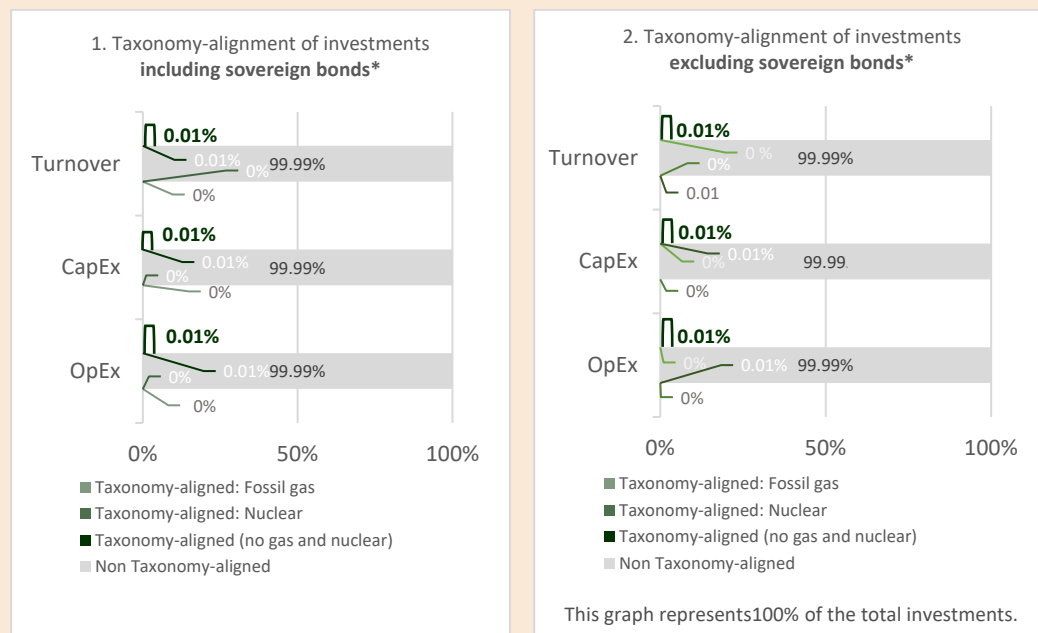 1. Taxonomy-alignment of investments
including sovereign bonds*
0.01%
Turnover
0.01%
0%
99.99%
0%
0.01%
CapEx
0.01%
99.99%
0%
0%
0.01%
OpEx
0%
0.01%
99.99%
0%
0%
50%
100%
Taxonomy-aligned: Fossil gas
Taxonomy-aligned: Nuclear
Taxonomy-aligned (no gas and nuclear)
Non Taxonomy-aligned
2. Taxonomy-alignment of investments
excluding sovereign bonds*
0.01%
Turnover
0 %
0%
99.99%
0.01
0.01%
CapEx
0.01%
0%
99.99
0%
0.01%
OpEx
0%
0.01%
99.99%
0%
0%
50%
100%
Taxonomy-aligned: Fossil gas
Taxonomy-aligned: Nuclear
Taxonomy-aligned (no gas and nuclear)
Non Taxonomy-aligned
This graph represents100% of the total investments.